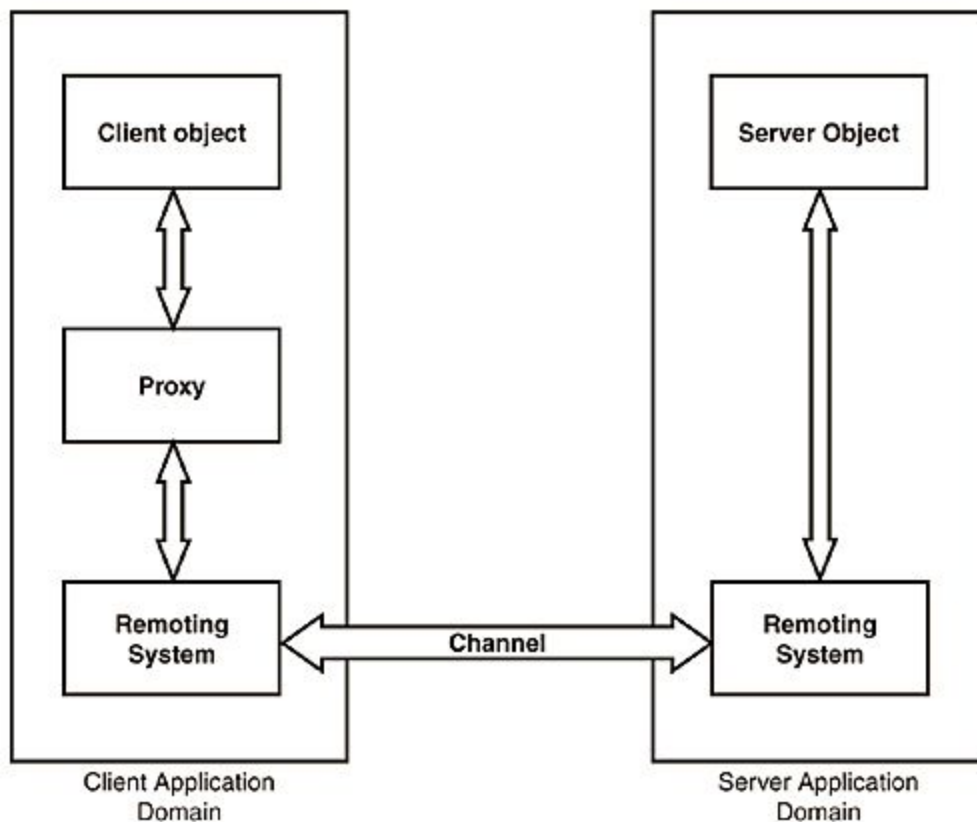 Client object
Server Object
Proxy
Remoting
System
Channel
Remoting
System
Client Application
Domain
Server Application
Domain